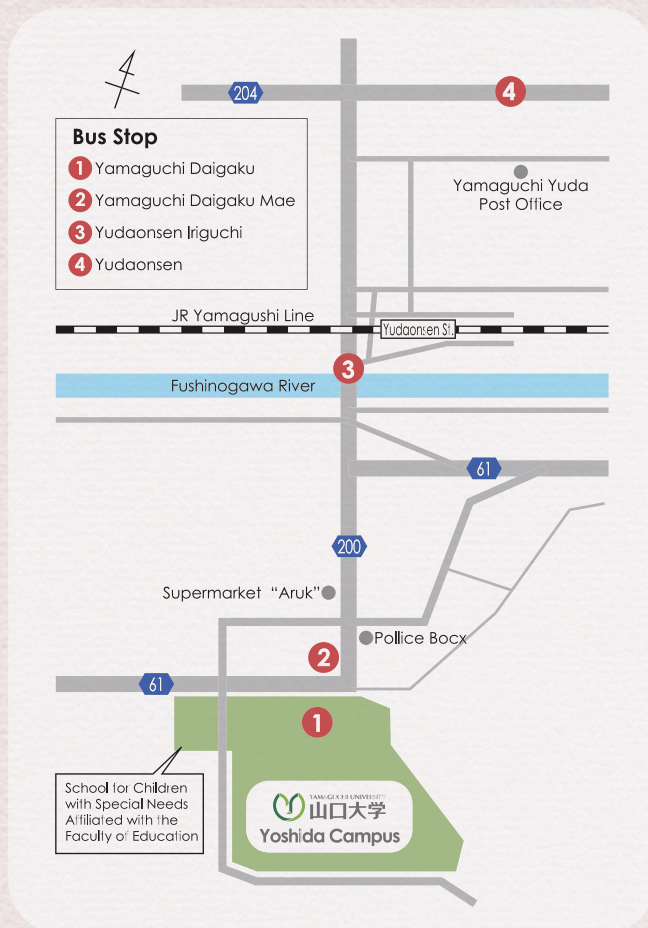 204
4
Bus Stop
1 Yamaguchi Daigaku
2 Yamaguchi Daigaku Mae
3 Yudaonsen Iriguchi
4 Yudaonsen
Yamaguchi Yuda
Post Office
JR Yamagushi Line
Yudaonsen St.
3
Fushinogawa River
61
200
Supermarket "Aruk"
Pollice Bocx
2
61
1
School for Children
with Special Needs
Affiliated with the
Faculty of Education
YAMAGUCHI UNIVERSITY
山口大学
Yoshida Campus